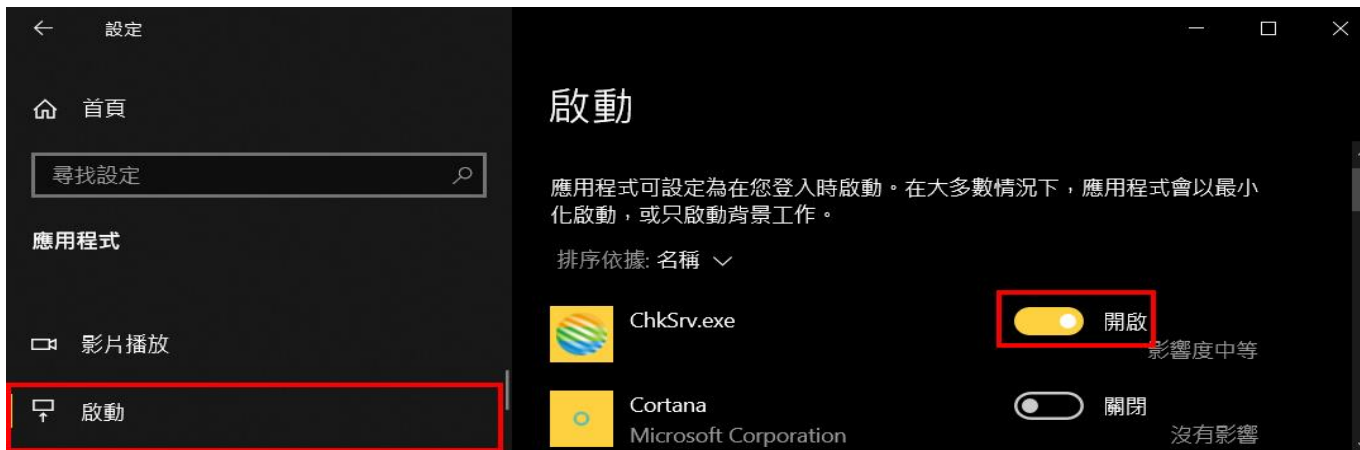 設定
首頁
尋找設定
應用程式
影片播放
啟動
啟動
應用程式可設定為在您登入時啟動。在大多數情況下，應用程式會以最小
化啟動，或只啟動背景工作。
排序依據: 名稱
ChkSrv.exe
開啟
影響度中等
Cortana
關閉
Microsoft Corporation
沒有影響